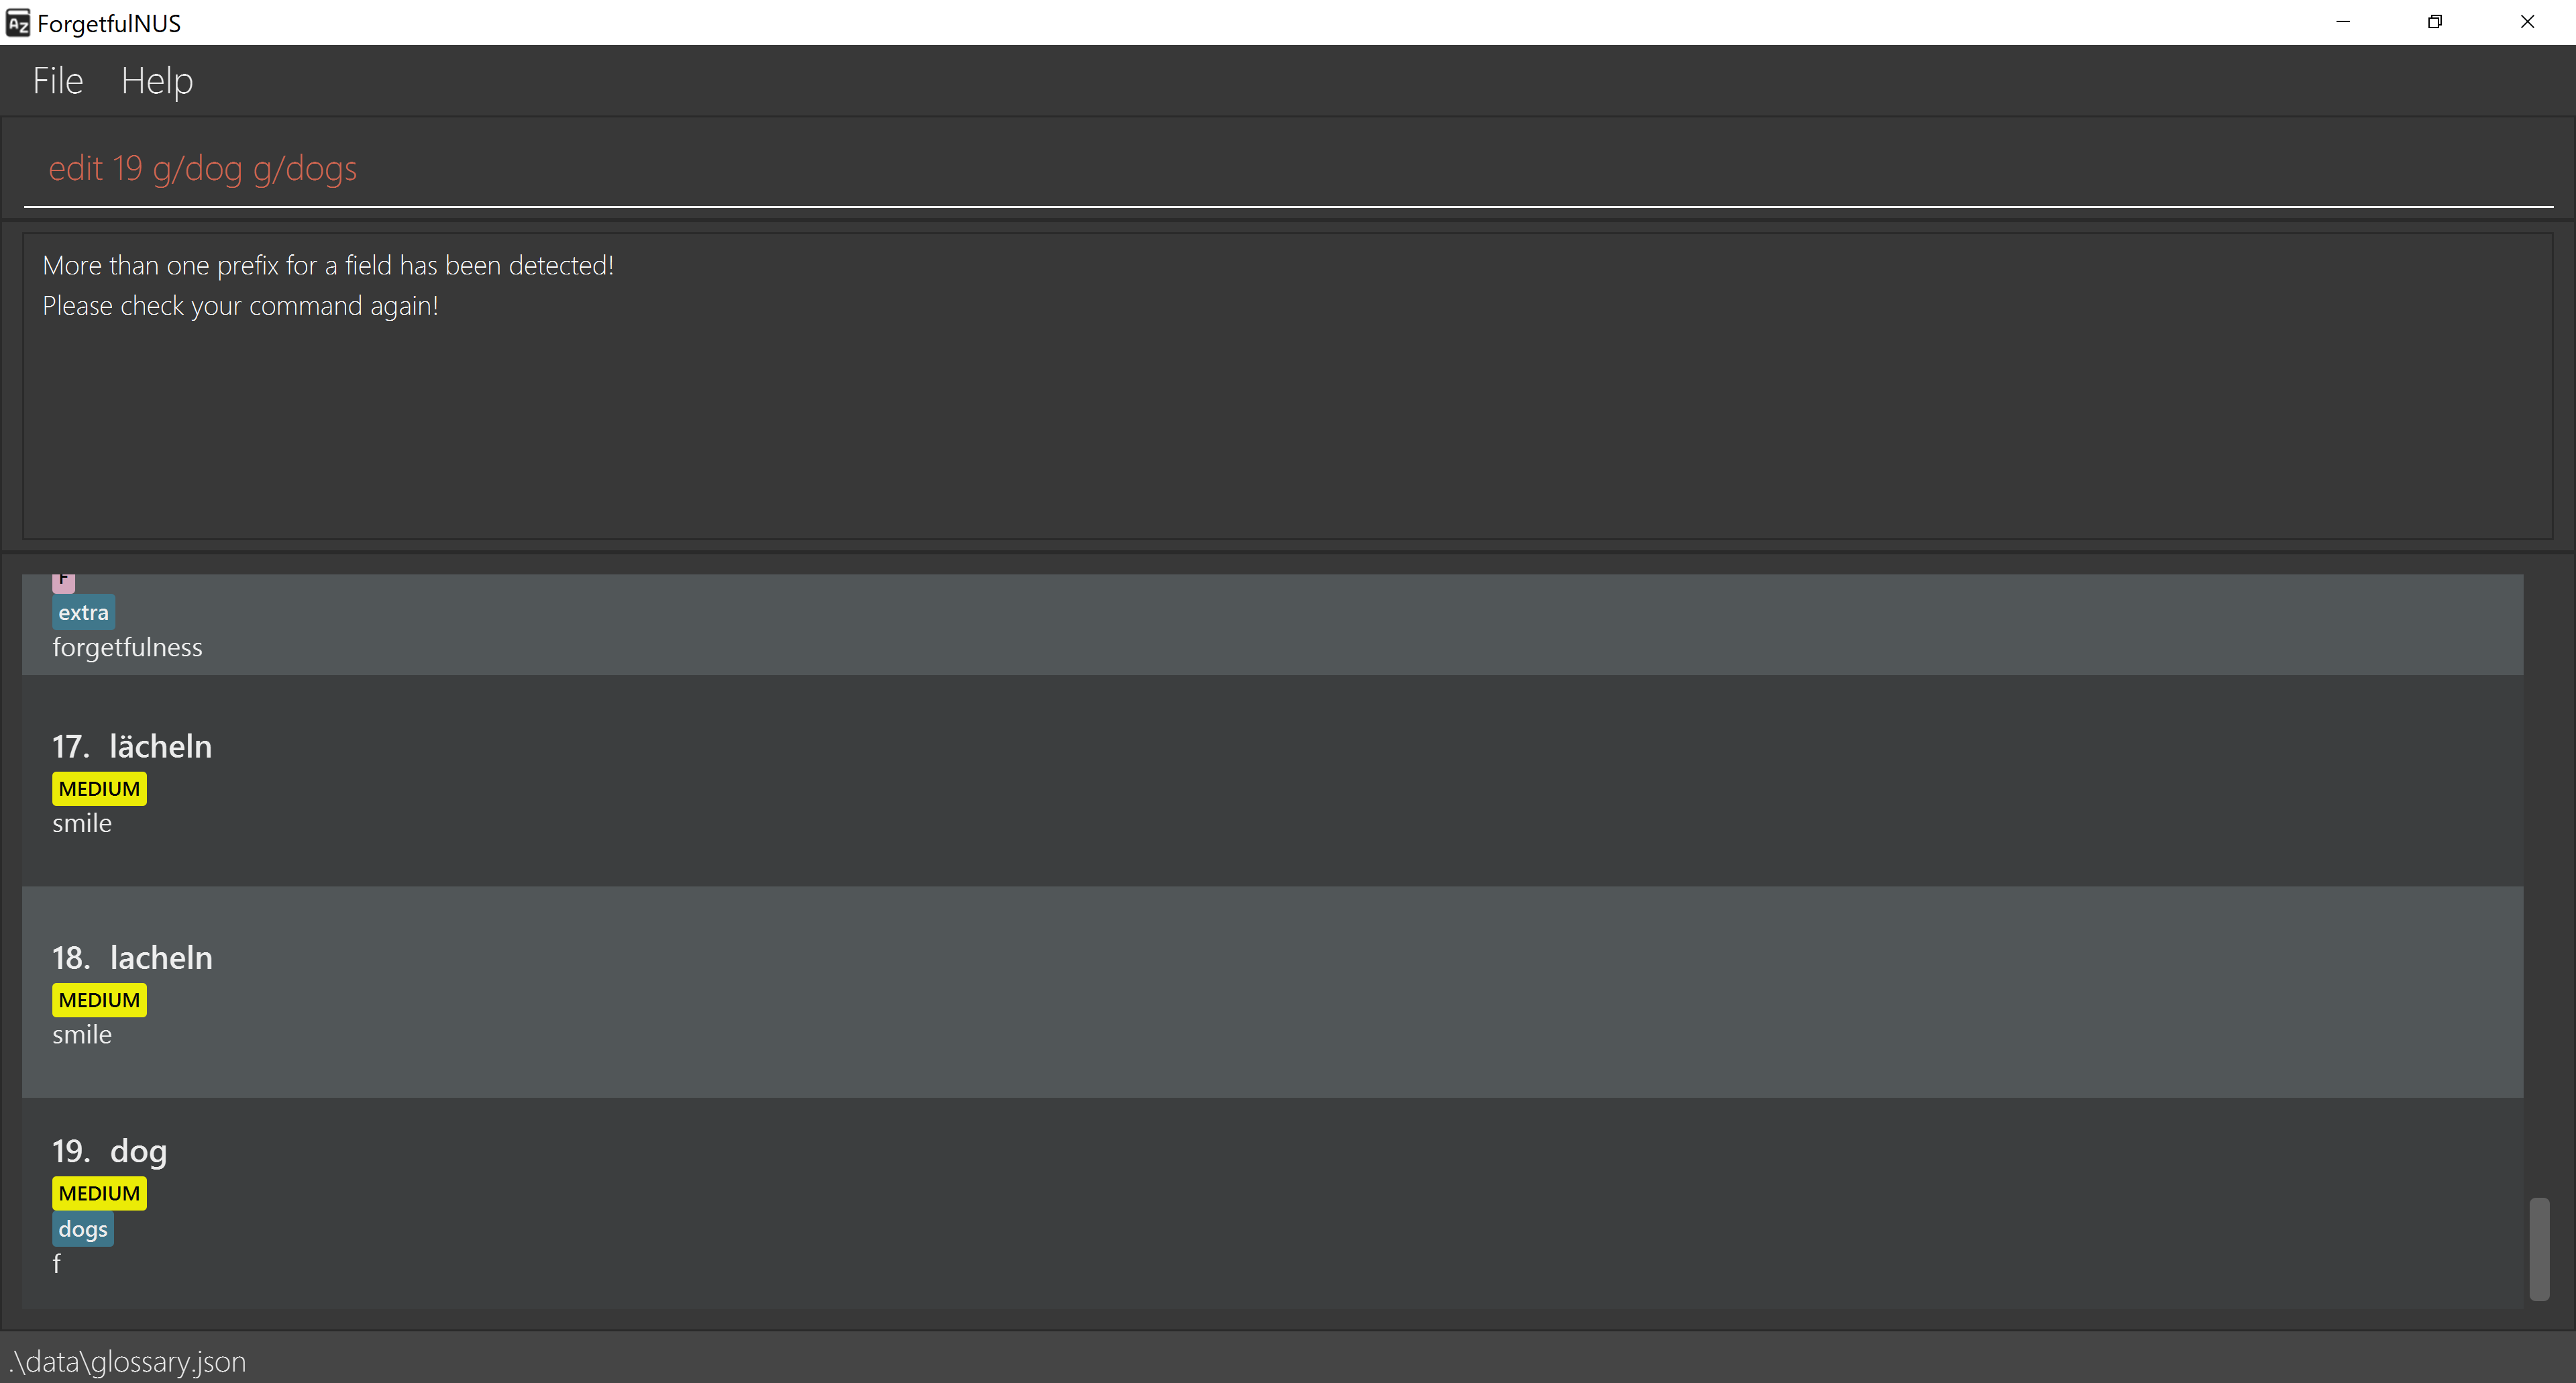 ForgetfulNUS
File Help
edit 19 g/dog g/dogs
More than one prefix for a field has been detected!
Please check your command again!
F
extra
forgetfulness
17. lächeln
MEDIUM
smile
18. lacheln
MEDIUM
smile
19. dog
MEDIUM
dogs
f
.\data\glossary.json